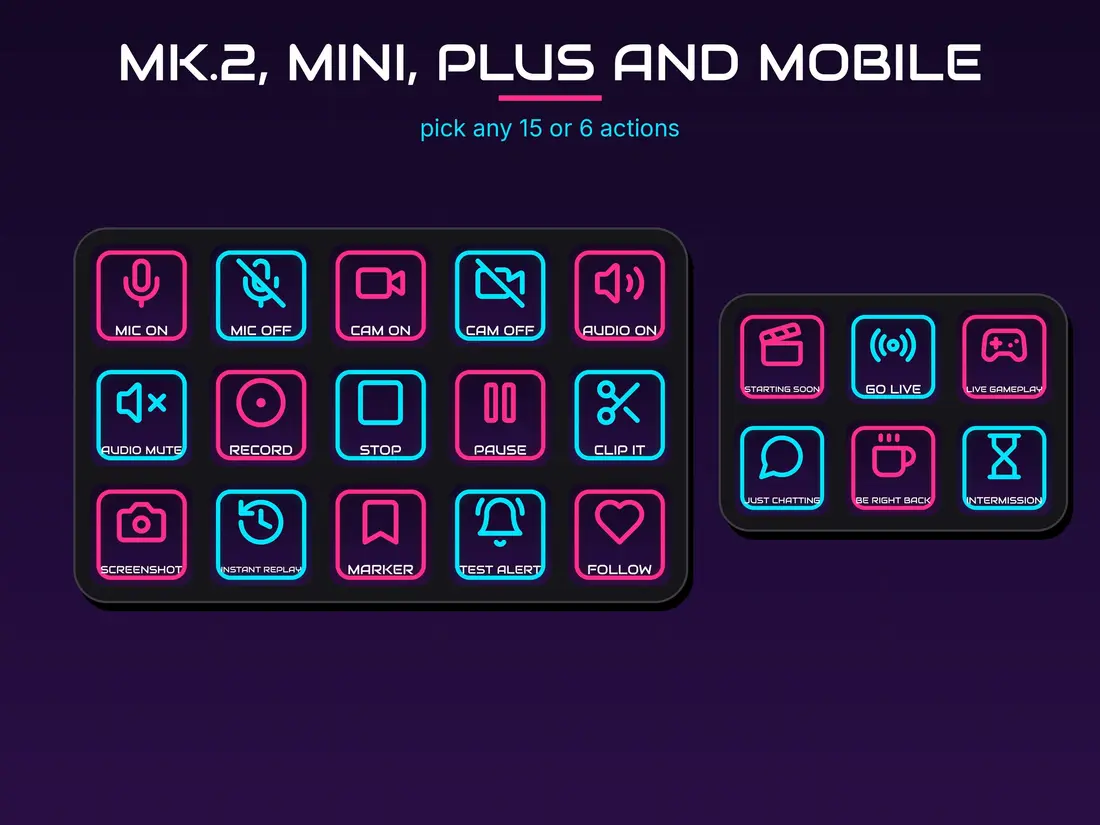 MK.2, MINI, PLUS AND MOBILE
pick any 15 or 6 actions
MIC ON
MIC OFF
CAM ON
CAM OFF
AUDIO ON
AUDIO MUTE
RECORD
STOP
PAUSE
CLIP IT
SCREENSHOT
INSTANT REPLAY
MARKER
TEST ALERT
FOLLOW
STARTING SOON
GO LIVE
LIVE GAMEPLAY
JUST CHATTING
BE RIGHT BACK
INTERMISSION